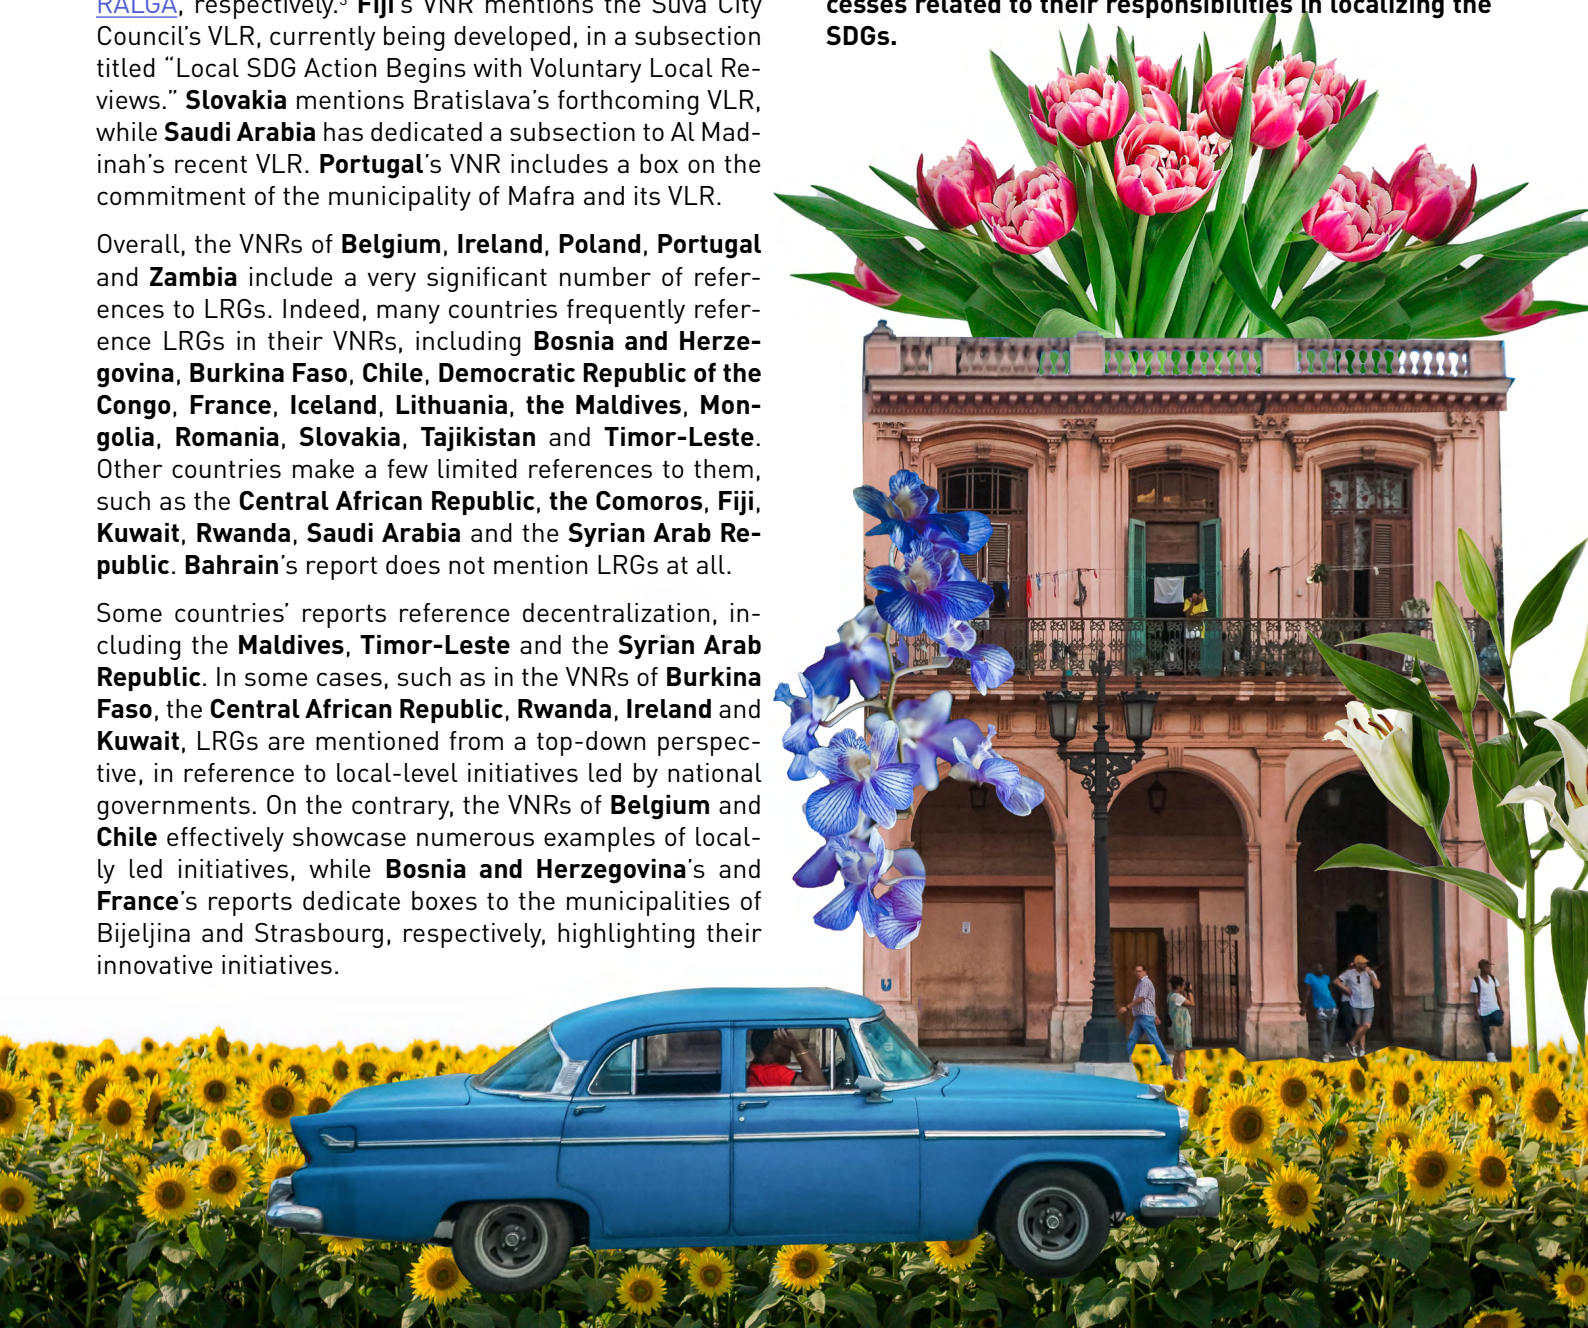 RALGA, respectively.³ Fiji's VNR mentions the Suva City
Council's VLR, currently being developed, in a subsection
titled “Local SDG Action Begins with Voluntary Local Re-
views.” Slovakia mentions Bratislava's forthcoming VLR,
while Saudi Arabia has dedicated a subsection to Al Mad-
inah's recent VLR. Portugal's VNR includes a box on the
commitment of the municipality of Mafra and its VLR.
Overall, the VNRs of Belgium, Ireland, Poland, Portugal
and Zambia include a very significant number of refer-
ences to LRGs. Indeed, many countries frequently refer-
ence LRGs in their VNRs, including Bosnia and Herze-
govina, Burkina Faso, Chile, Democratic Republic of the
Congo, France, Iceland, Lithuania, the Maldives, Mon-
golia, Romania, Slovakia, Tajikistan and Timor-Leste.
Other countries make a few limited references to them,
such as the Central African Republic, the Comoros, Fiji,
Kuwait, Rwanda, Saudi Arabia and the Syrian Arab Re-
public. Bahrain's report does not mention LRGs at all.
Some countries' reports reference decentralization, in-
cluding the Maldives, Timor-Leste and the Syrian Arab
Republic. In some cases, such as in the VNRs of Burkina
Faso, the Central African Republic, Rwanda, Ireland and
Kuwait, LRGs are mentioned from a top-down perspec-
tive, in reference to local-level initiatives led by national
governments. On the contrary, the VNRs of Belgium and
Chile effectively showcase numerous examples of local-
ly led initiatives, while Bosnia and Herzegovina's and
France's reports dedicate boxes to the municipalities of
Bijeljina and Strasbourg, respectively, highlighting their
innovative initiatives.
cesses related to their responsibilities in localizing the
SDGs.